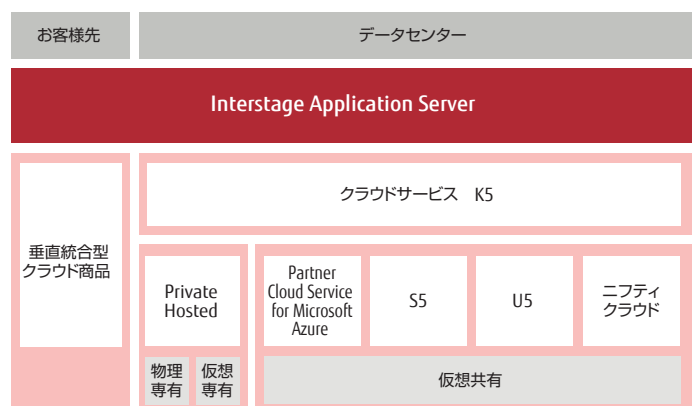 お客様先
データセンター
Interstage Application Server
クラウドサービス K5
垂直統合型
クラウド商品
Private
Hosted
Partner
Cloud Service
for Microsoft
Azure
S5
U5
ニフティ
クラウド
物理
専有
仮想
専有
仮想共有